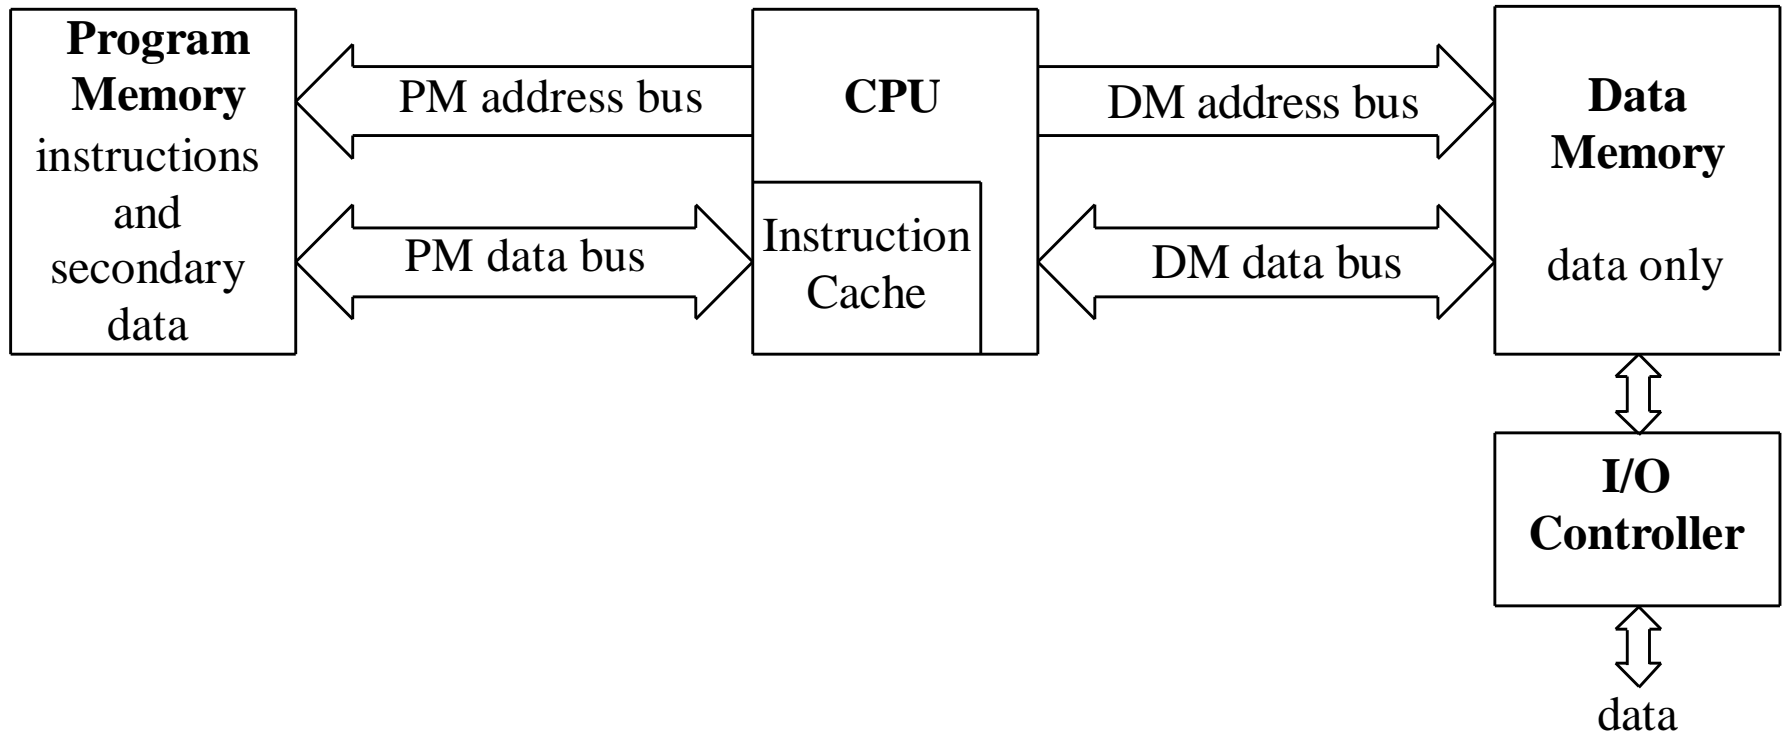 Program
Memory
instructions
and
secondary
data
PM address bus
PM data bus
CPU
Instruction
Cache
DM address bus
DM data bus
Data
Memory
data only
I/O
Controller
data